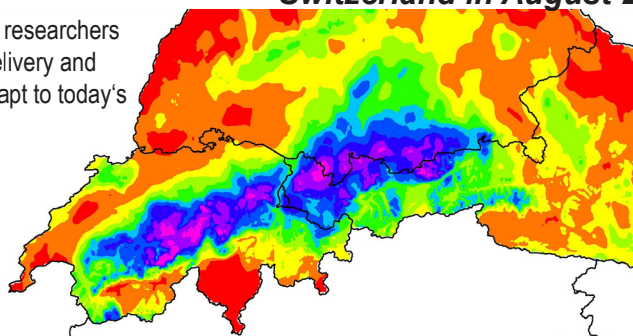 Switzerland in August 2
researchers
elivery and
apt to today‘s